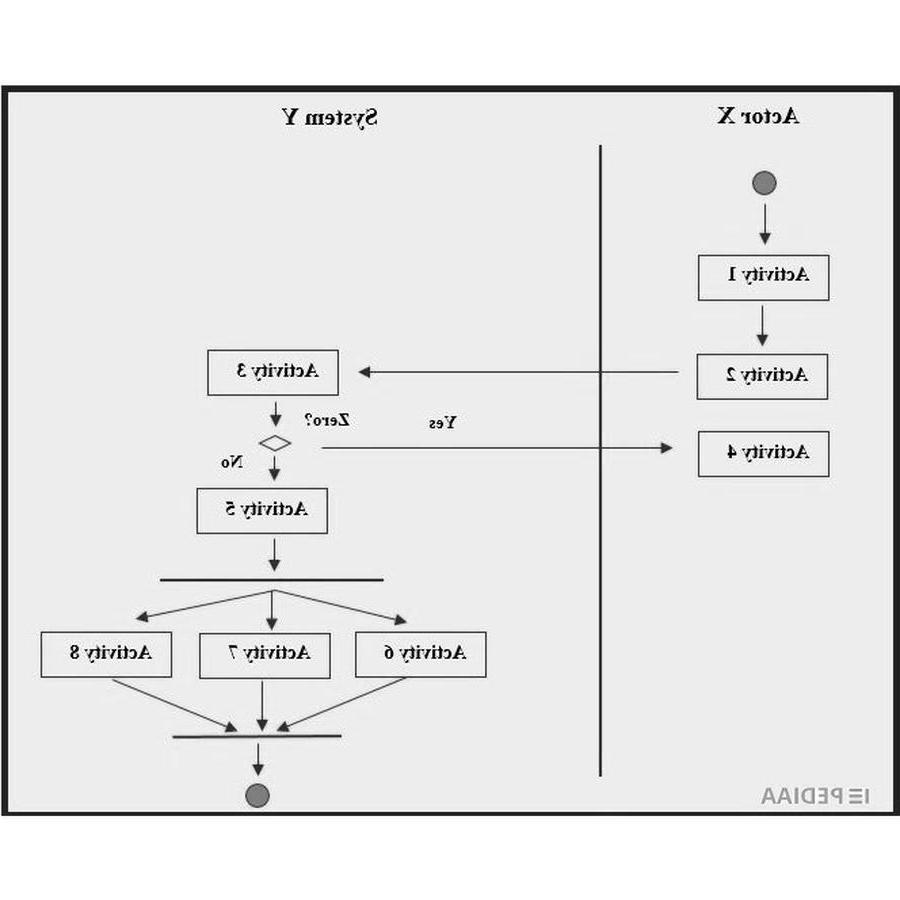 Actor X
System Y
Activity 1
Activity 2
Activity 3
Zero?
Yes
Activity 4
No
Activity 5
Activity 6
Activity 7
Activity 8
PEDIAA